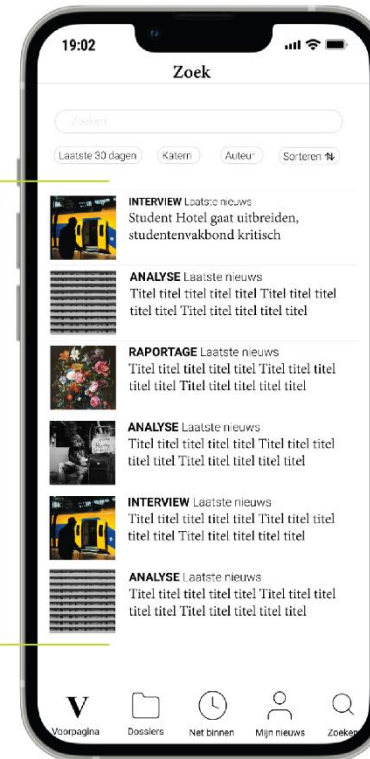 19:02
Zoek
Zoeken
Laatste 30 dagen Katern Auteur Sorteren
INTERVIEW Laatste nieuws
Student Hotel gaat uitbreiden,
studentenvakbond kritisch
ANALYSE Laatste nieuws
Titel titel titel titel titel Titel titel titel
titel titel Titel titel titel titel titel
RAPORTAGE Laatste nieuws
Titel titel titel titel titel Titel titel titel
titel titel Titel titel titel titel titel
ANALYSE Laatste nieuws
Titel titel titel titel titel Titel titel titel
titel titel Titel titel titel titel titel
INTERVIEW Laatste nieuws
Titel titel titel titel titel Titel titel titel
titel titel Titel titel titel titel titel
ANALYSE Laatste nieuws
Titel titel titel titel titel Titel titel titel
titel titel Titel titel titel titel titel
V
Voorpagina Dossiers Net binnen Mijn nieuws Zoeken